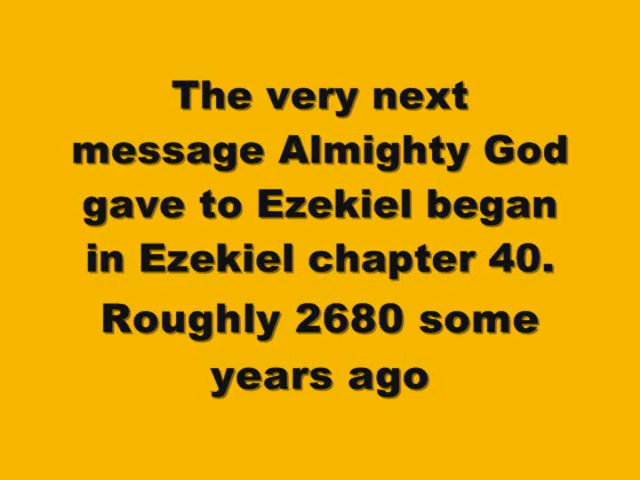 The very next
message Almighty God
gave to Ezekiel began
in Ezekiel chapter 40.
Roughly 2680 some
years ago